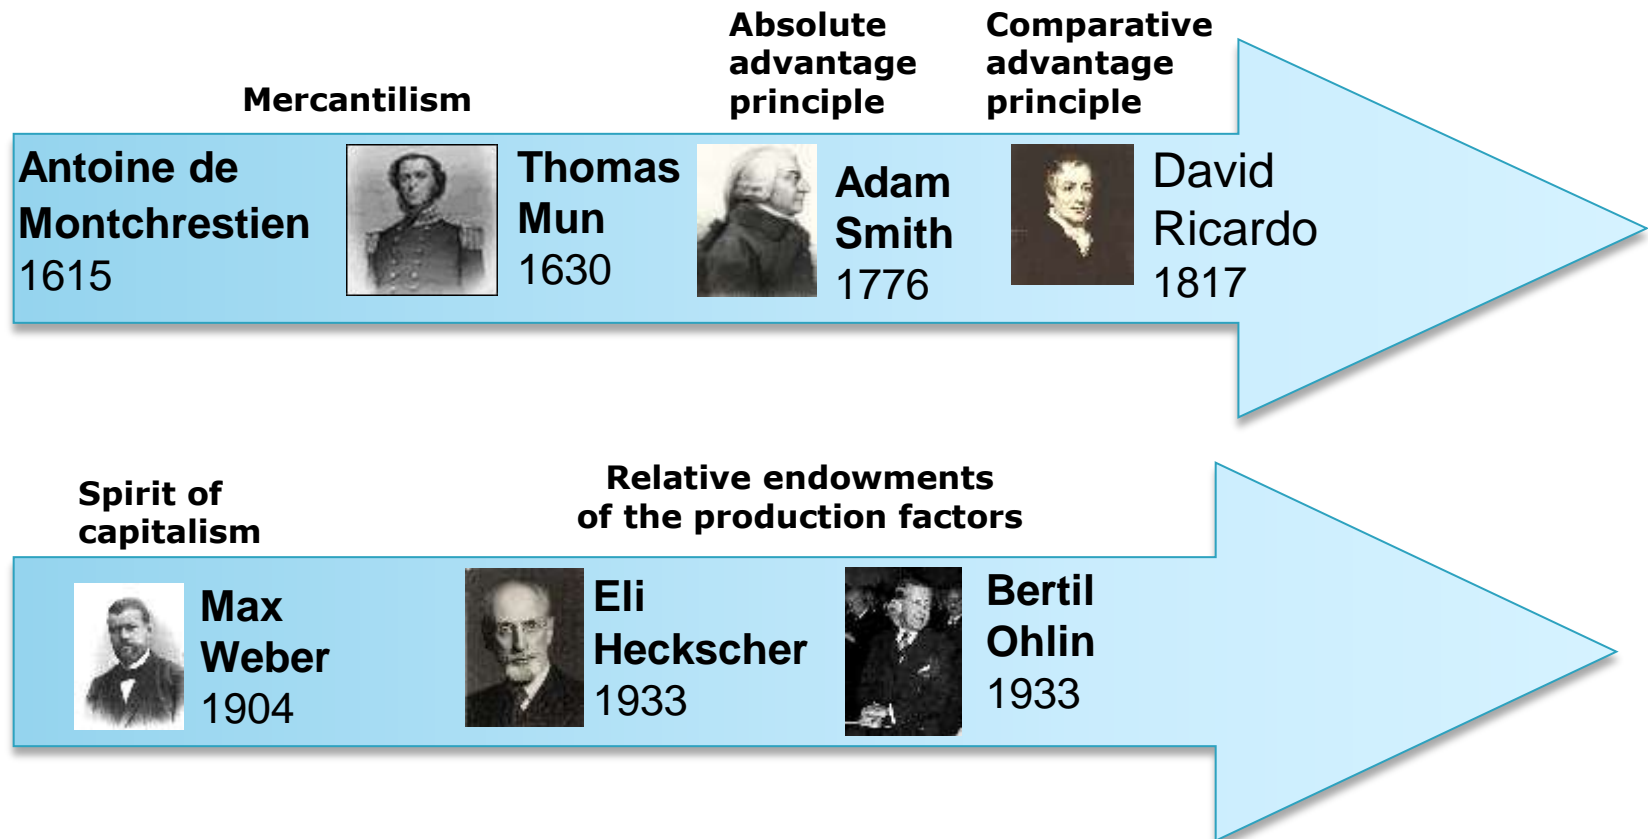 Absolute
advantage
principle
Comparative
advantage
principle
Mercantilism
Antoine de
Montchrestien
1615
Thomas
Mun
1630
Adam
Smith
1776
David
Ricardo
1817
Spirit of
capitalism
Relative endowments
of the production factors
Max
Weber
1904
Eli
Heckscher
1933
Bertil
Ohlin
1933